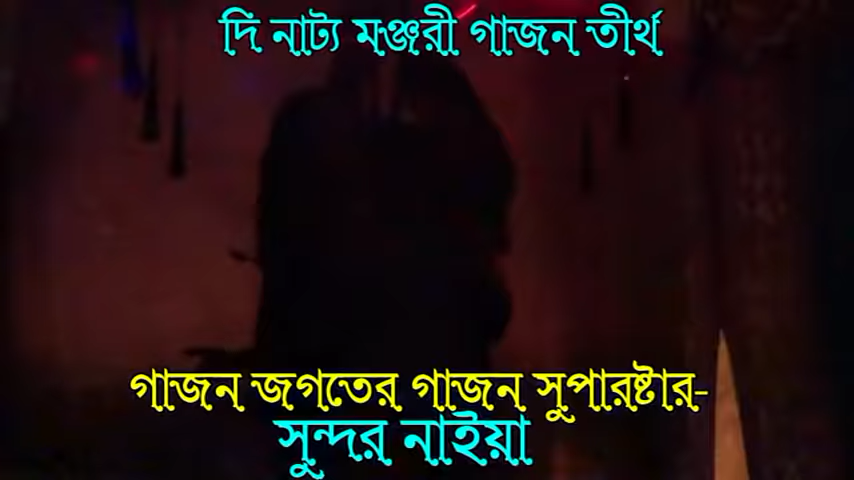 দি নাট্য মঞ্জরী গাজন তীর্থ
গাজন জগতের গাজন সুপারষ্টার-
সুন্দর নাইয়া